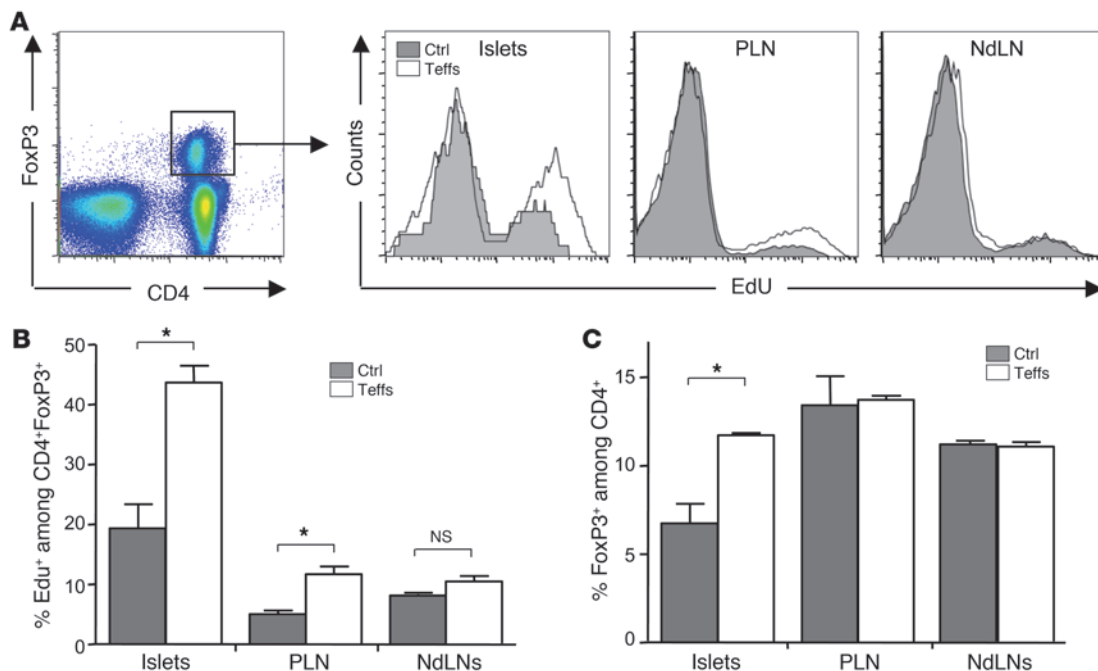 A
FoxP3
CD4
Counts
Ctrl
Teffs
Islets
PLN
NdLN
EdU
B
% Edu⁺ among CD4⁺FoxP3⁺
50
40
30
20
10
0
*
*
NS
Ctrl
Teffs
Islets
PLN
NdLNs
C
% FoxP3⁺ among CD4⁺
15
10
5
0
*
Ctrl
Teffs
Islets
PLN
NdLNs